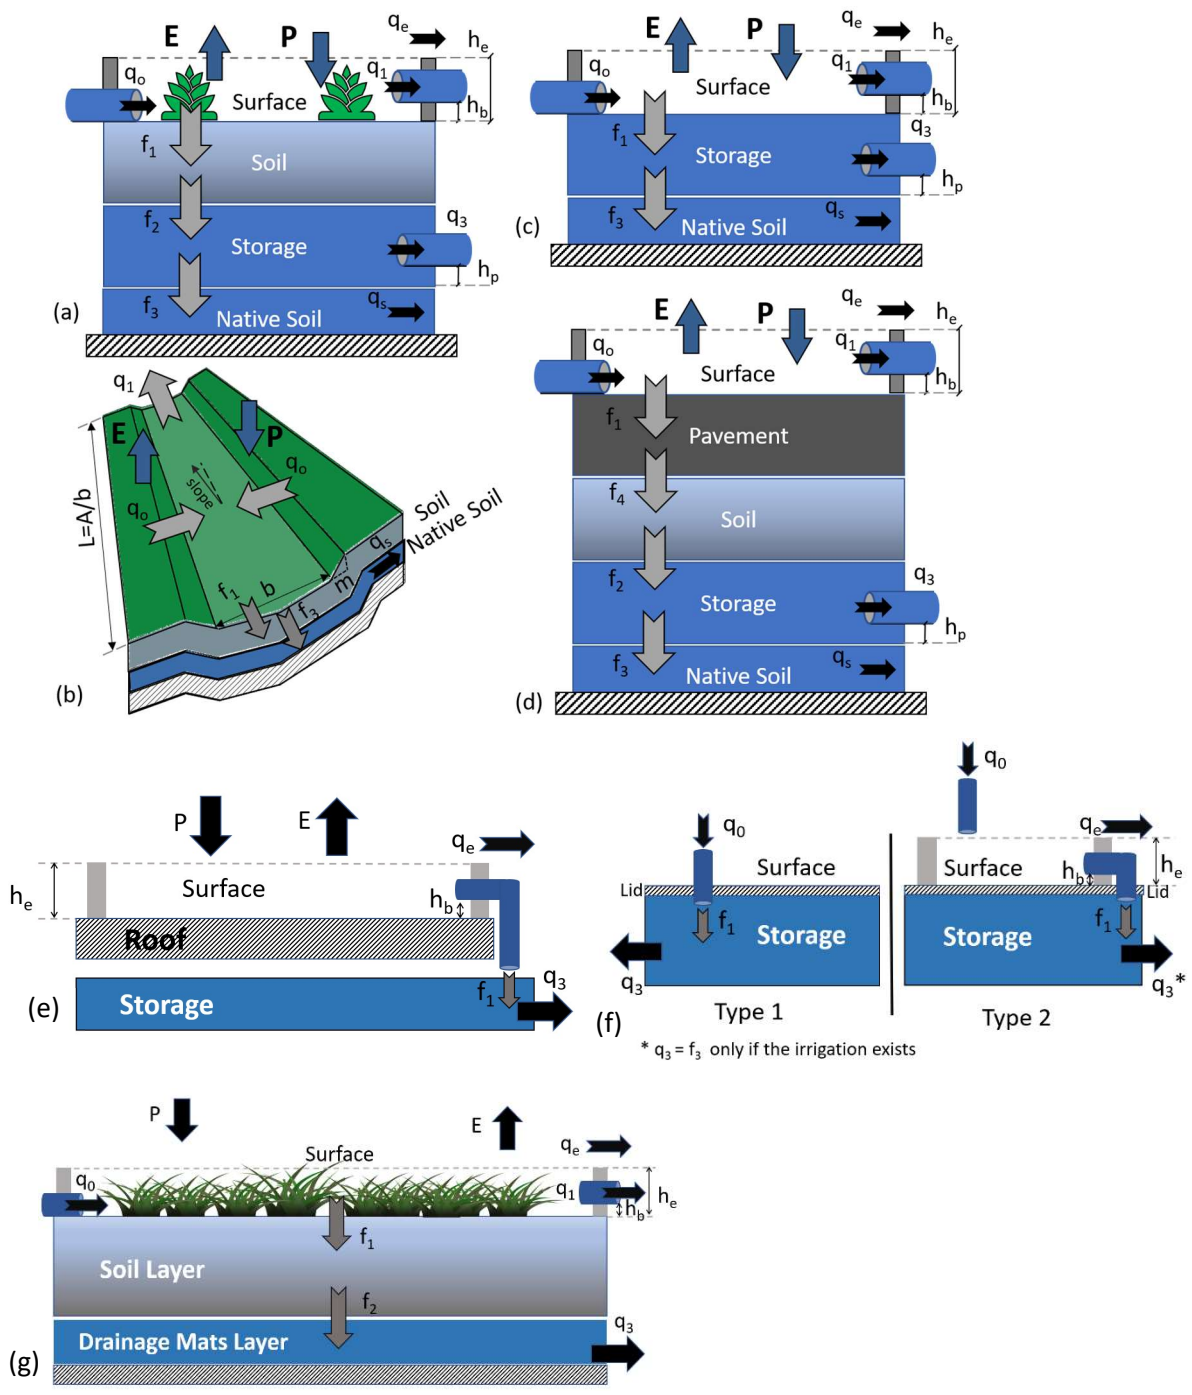 E
P
qe
he
qo
Surface
q1
hb
f1
Soil
f2
Storage
q3
hp
f3
Native Soil
qs
(a)
E
P
qe
he
qo
Surface
q1
hb
f1
Storage
q3
hp
f3
Native Soil
qs
(c)
q1
E
P
qo
slope
qo
L=A/b
Soil
Native Soil
qs
f1
b
m
f3
(b)
E
P
qe
he
qo
Surface
q1
hb
f1
Pavement
f4
Soil
f2
Storage
q3
hp
f3
Native Soil
qs
(d)
P
E
qe
he
Surface
hb
Roof
Storage
f1
q3
(e)
q0
Surface
Lid
f1
Storage
q3
Type 1
q0
qe
Surface
hb
he
Lid
f1
Storage
q3*
Type 2
* q3 = f3 only if the irrigation exists
(f)
P
E
Surface
qe
q0
q1
hb
he
f1
Soil Layer
f2
Drainage Mats Layer
q3
(g)